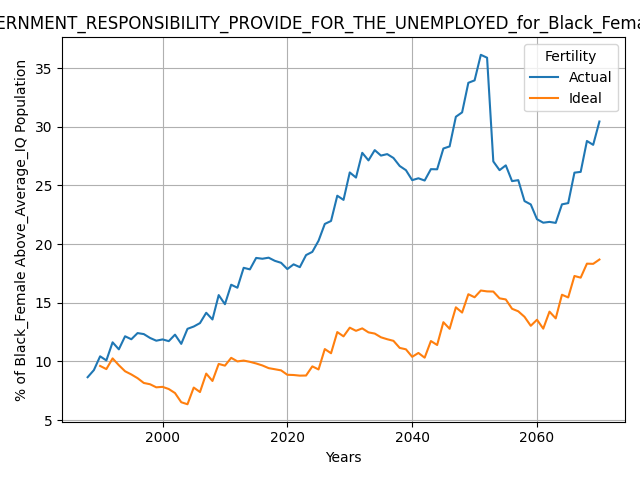 ERNMENT_RESPONSIBILITY_PROVIDE_FOR_THE_UNEMPLOYED_for_Black_Fema
% of Black_Female Above_Average_IQ Population
35
30
25
20
15
10
5
Fertility
Actual
Ideal
2000 2020 2040 2060
Years